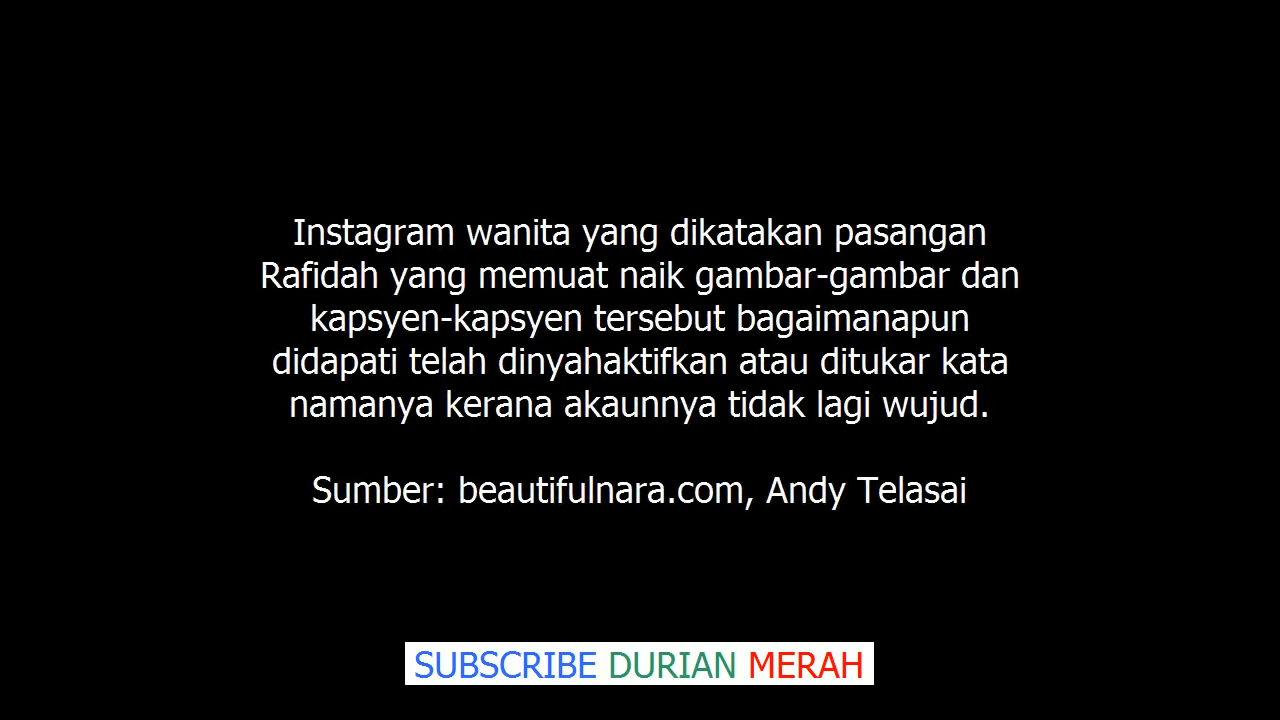 Instagram wanita yang dikatakan pasangan
Rafidah yang memuat naik gambar-gambar dan
kapsyen-kapsyen tersebut bagaimanapun
didapati telah dinyahaktifkan atau ditukar kata
namanya kerana akaunnya tidak lagi wujud.
Sumber: beautifulnara.com, Andy Telasai
SUBSCRIBE DURIAN MERAH